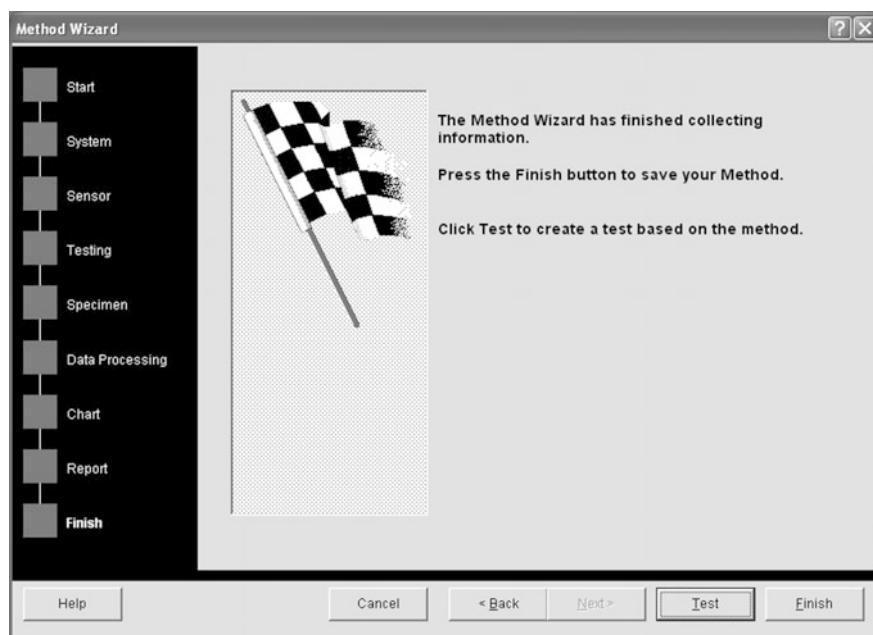 Method Wizard
Start
System
Sensor
Testing
Specimen
Data Processing
Chart
Report
Finish
The Method Wizard has finished collecting
information.
Press the Finish button to save your Method.
Click Test to create a test based on the method.
Help
Cancel
< Back
Next >
Test
Finish